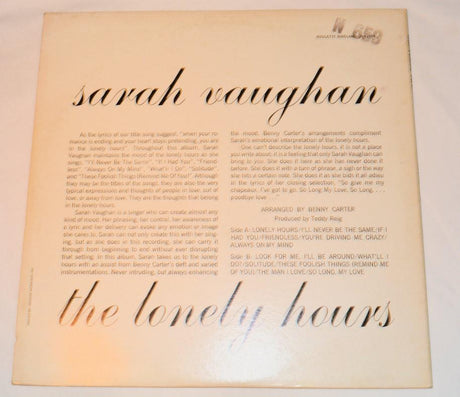 N 659
sarah vaughan
As the lyrics of our title song suggest, "when your ro-
mance is ending and your heart stops pretending, you are
in the lonely hours". Throughout this album, Sarah
Vaughan maintains the mood of the lonely hours as she
sings, "I'll Never Be The Same", "If I Had You", "Friend-
less", "Always On My Mind", "What'll I Do", "Solitude",
and "These Foolish Things (Remind Me Of You)". Although
they may be the titles of the songs, they are also the very
typical expressions and thoughts of people in love, out of
love, or away from love. They are the thoughts that belong
in the lonely hours.
Sarah Vaughan is a singer who can create almost any
kind of mood. Her phrasing, her control, her awareness of
a lyric and her delivery can evoke any emotion or image
she cares to. Sarah can not only create this with her sing-
ing, but as she does in this recording, she can carry it
through from beginning to end without ever disrupting
that setting. In this album, Sarah takes us to the lonely
hours with an assist from Benny Carter's deft and varied
instrumentations. Never intruding, but always enhancing
the mood, Benny Carter's arrangements compliment
Sarah's emotional interpretation of the lonely hours.
One can't describe the lonely hours, it is not a place
you write about; it is a feeling that only Sarah Vaughan can
bring to you. She does it here as she has never done it
before. She does it with a turn of phrase, a sigh or the way
she lilts a certain note. She does it as she bids it all adieu
in the lyrics of her closing selection, "So give me my
chapeau, I've got to go, So Long My Love, So Long, . . .
goodbye love . . ."
ARRANGED BY BENNY CARTER
Produced by Teddy Reig
Side A: LONELY HOURS/I'LL NEVER BE THE SAME/IF I
HAD YOU/FRIENDLESS/YOU'RE DRIVING ME CRAZY/
ALWAYS ON MY MIND
Side B: LOOK FOR ME, I'LL BE AROUND/WHAT'LL I
DO/SOLITUDE/THESE FOOLISH THINGS (REMIND ME
OF YOU)/THE MAN I LOVE/SO LONG, MY LOVE
the lonely hours